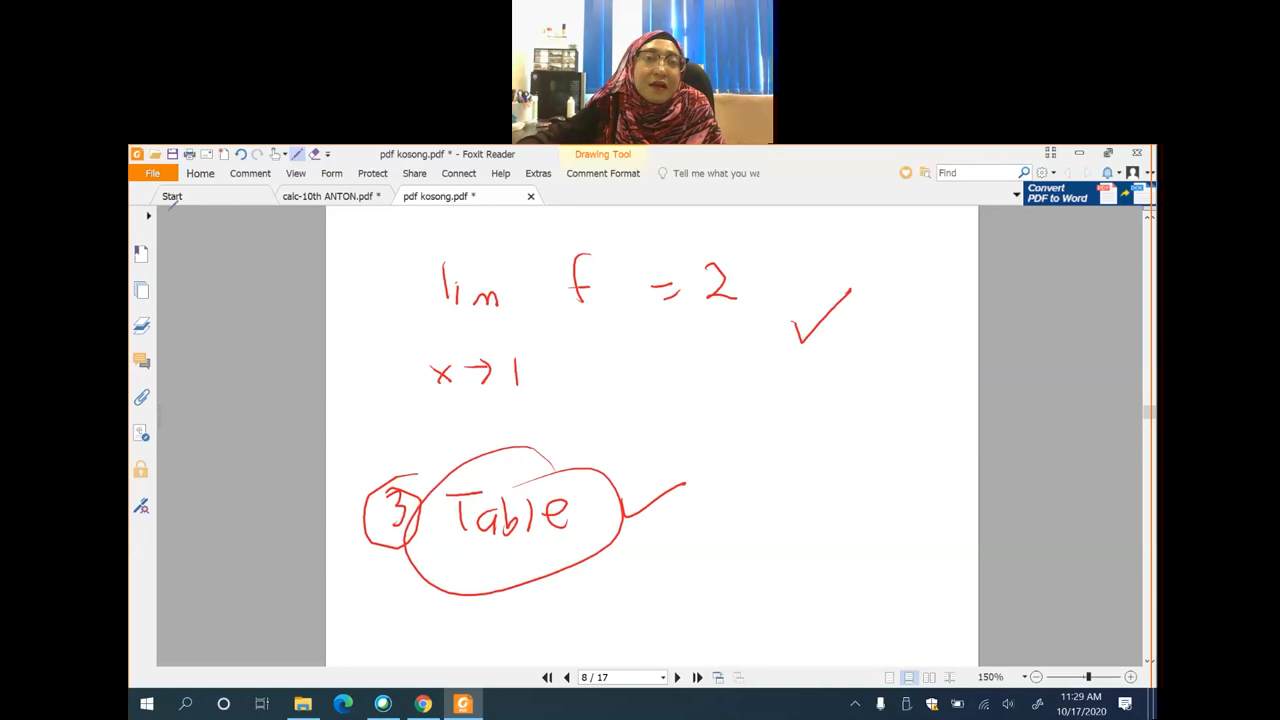 pdf kosong.pdf * - Foxit Reader
Drawing Tool
File
Home
Comment
View
Form
Protect
Share
Connect
Help
Extras
Comment Format
Tell me what you wa
Find
Start
calc-10th ANTON.pdf *
pdf kosong.pdf *
Convert
PDF to Word
lim f = 2
x → 1
3 Table
8 / 17
150%
11:29 AM
10/17/2020